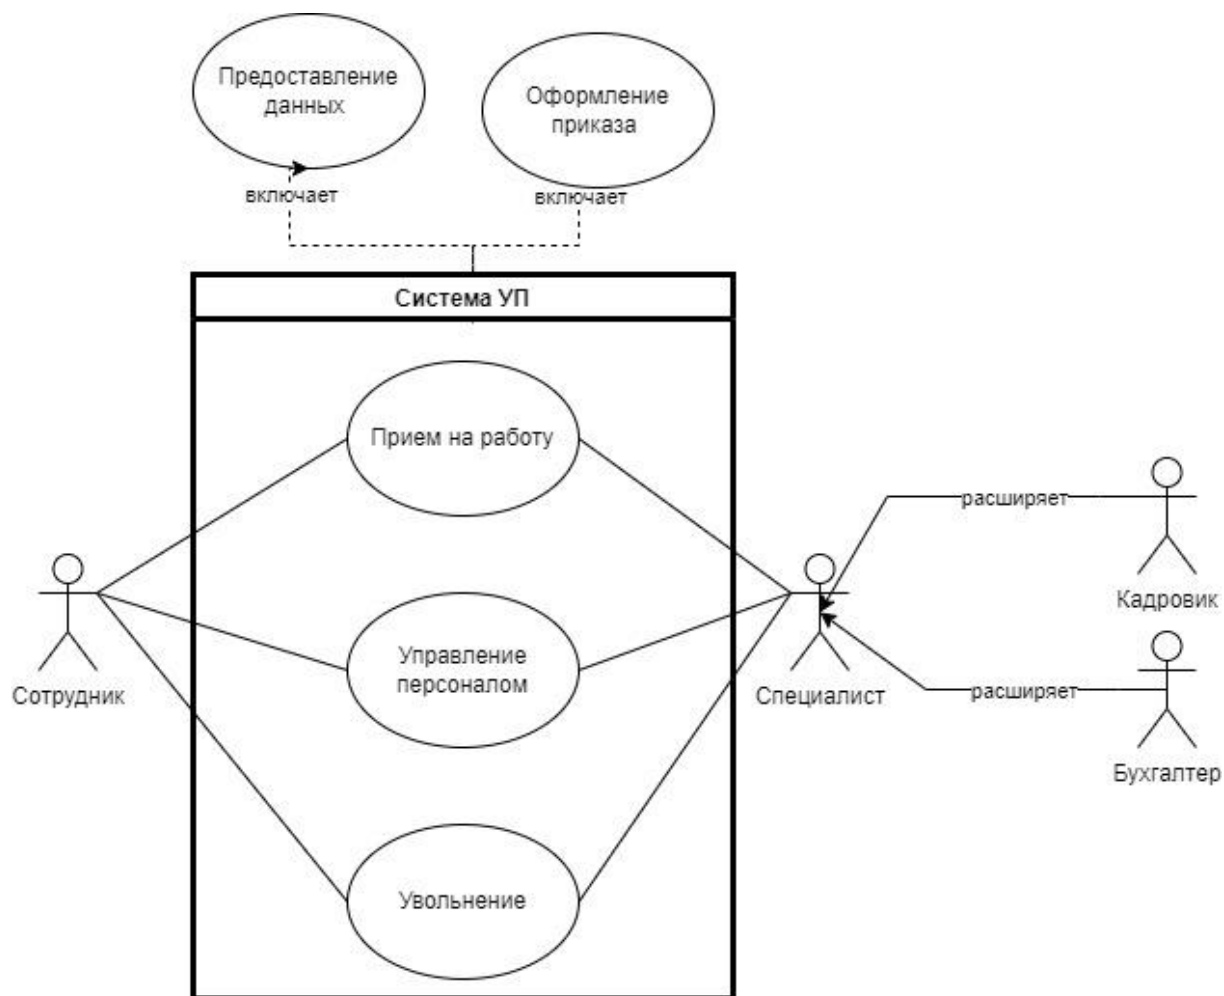 Предоставление
данных
Оформление
приказа
включает
включает
Система УП
Прием на работу
расширяет
Кадровик
Управление
персоналом
Сотрудник
Специалист
расширяет
Бухгалтер
Увольнение